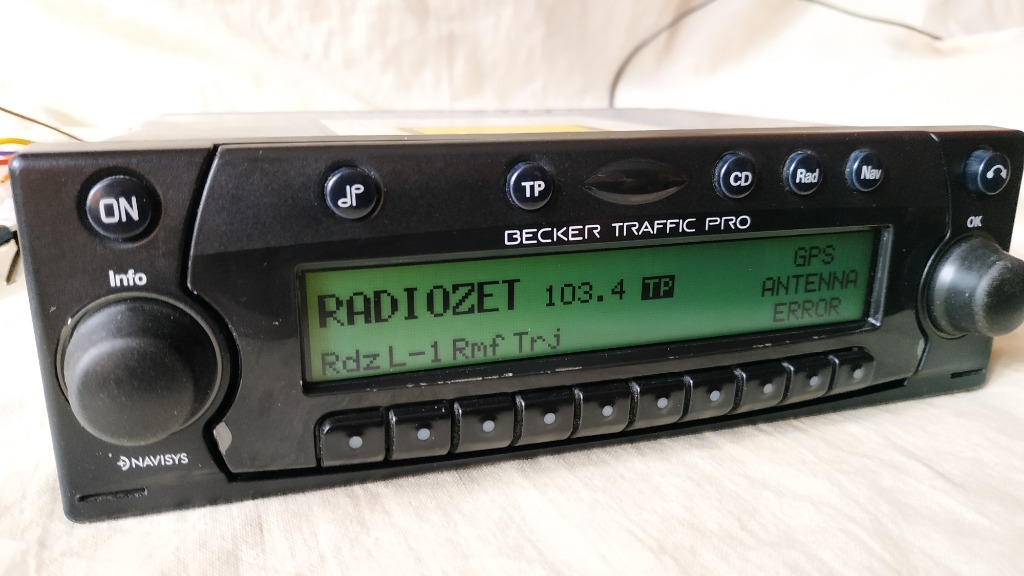 ON
TP
CD
Rad
Nav
BECKER TRAFFIC PRO
OK
Info
RADIOZET 103.4 TP
GPS
ANTENNA
ERROR
Rdz L-1 Rmf Trj
NAVISYS